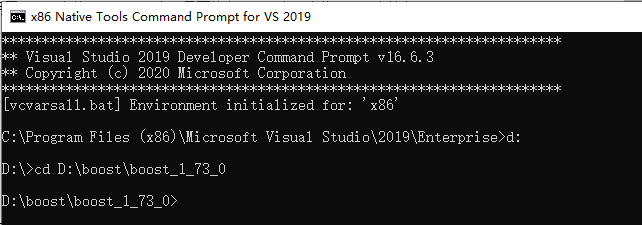 x86 Native Tools Command Prompt for VS 2019
**********************************************************************
** Visual Studio 2019 Developer Command Prompt v16.6.3
** Copyright (c) 2020 Microsoft Corporation
**********************************************************************
[vcvarsall.bat] Environment initialized for: 'x86'
C:\Program Files (x86)\Microsoft Visual Studio\2019\Enterprise>d:
D:\>cd D:\boost\boost_1_73_0
D:\boost\boost_1_73_0>